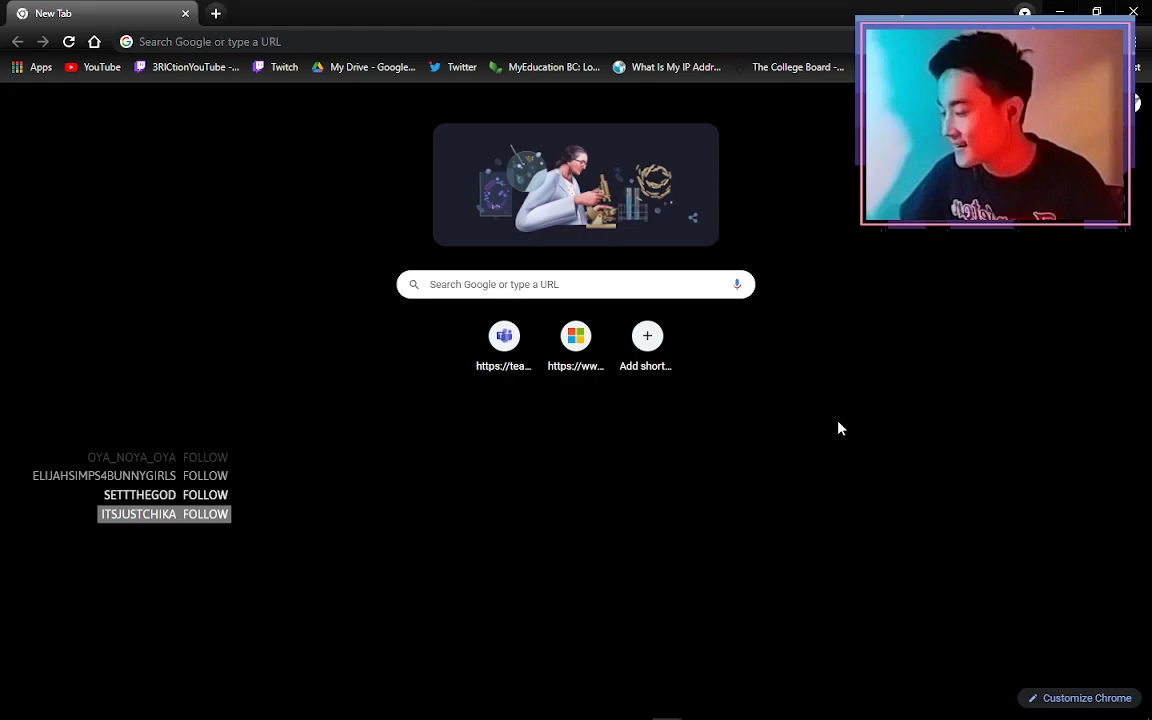 New Tab
Search Google or type a URL
Apps YouTube 3RICtionYouTube -... Twitch My Drive - Google... Twitter MyEducation BC: Lo... What Is My IP Addr... The College Board -...
Search Google or type a URL
https://tea... https://ww... Add short...
OYA_NOYA_OYA FOLLOW
ELIJAHSIMPS4BUNNYGIRLS FOLLOW
SETTTHEGOD FOLLOW
ITSJUSTCHIKA FOLLOW
Customize Chrome